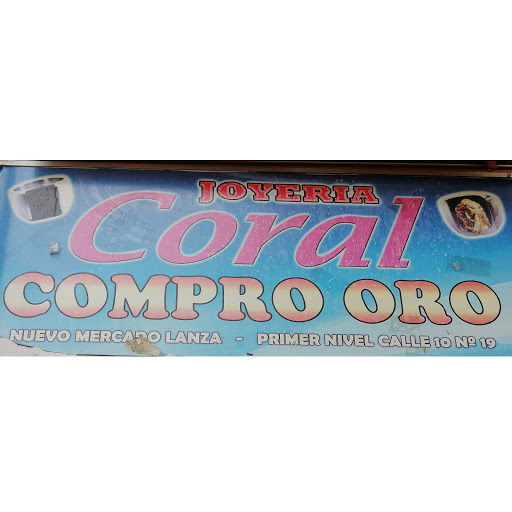 JOYERIA
Coral
COMPRO ORO
NUEVO MERCADO LANZA - PRIMER NIVEL CALLE 10 Nº 19